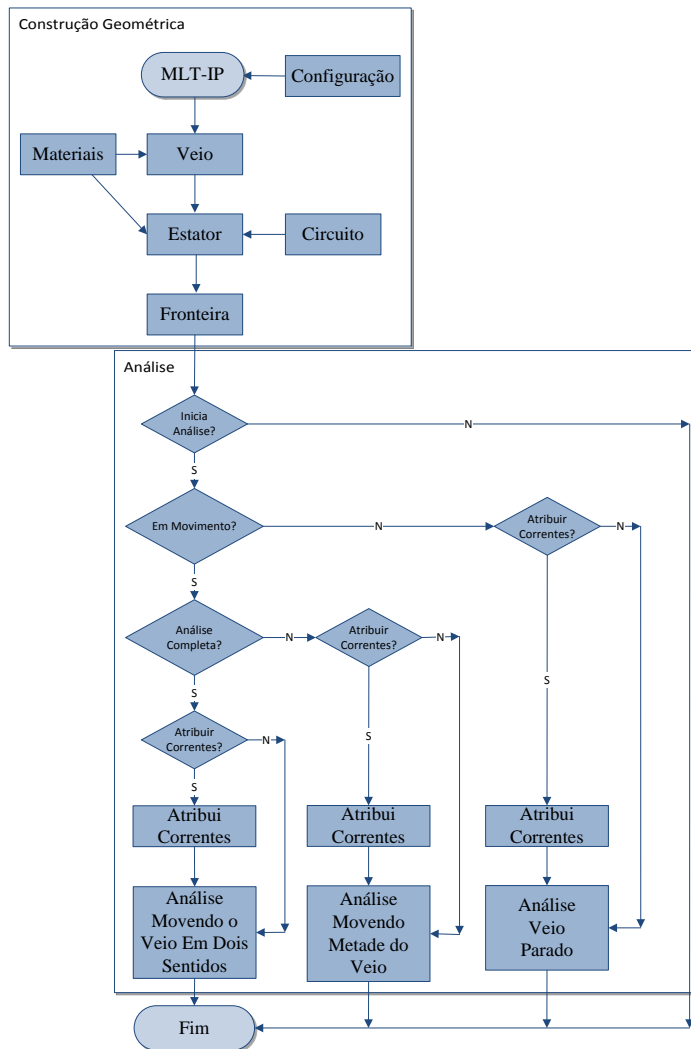 Construção Geométrica
MLT-IP
Configuração
Materiais
Veio
Estator
Circuito
Fronteira
Análise
Inicia
Análise?
N
S
Em Movimento?
N
Atribuir
Correntes?
N
S
Análise
Completa?
N
Atribuir
Correntes?
N
S
S
S
Atribuir
Correntes?
N
S
Atribui
Correntes
Atribui
Correntes
Atribui
Correntes
Análise
Movendo o
Veio Em Dois
Sentidos
Análise
Movendo
Metade do
Veio
Análise
Veio
Parado
Fim